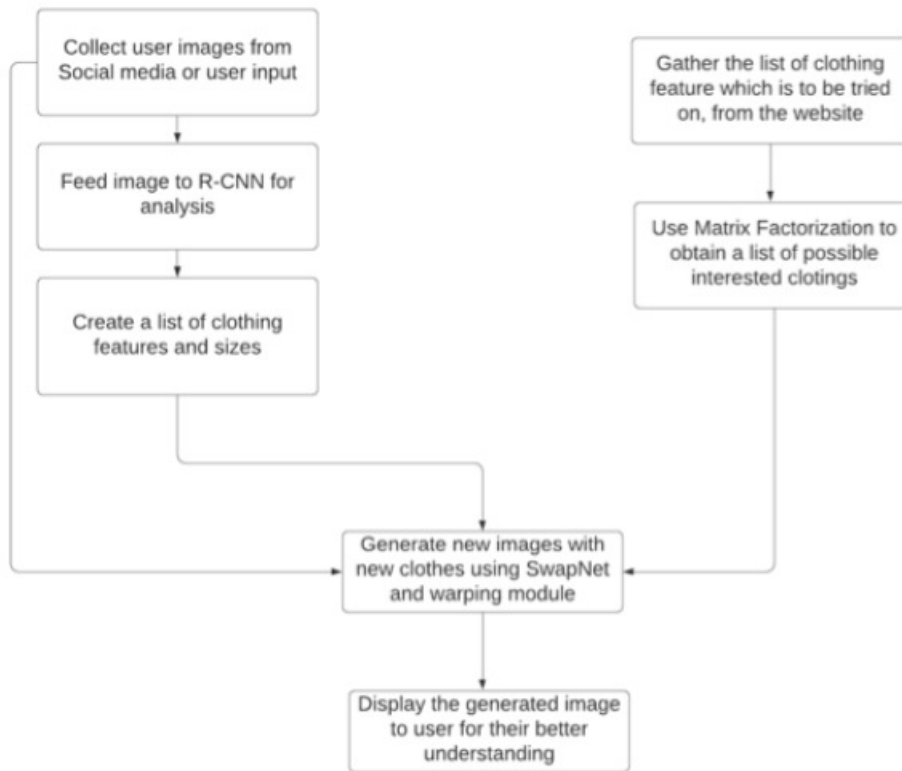 Collect user images from
Social media or user input
Feed image to R-CNN for
analysis
Create a list of clothing
features and sizes
Gather the list of clothing
feature which is to be tried
on, from the website
Use Matrix Factorization to
obtain a list of possible
interested clotings
Generate new images with
new clothes using SwapNet
and warping module
Display the generated image
to user for their better
understanding